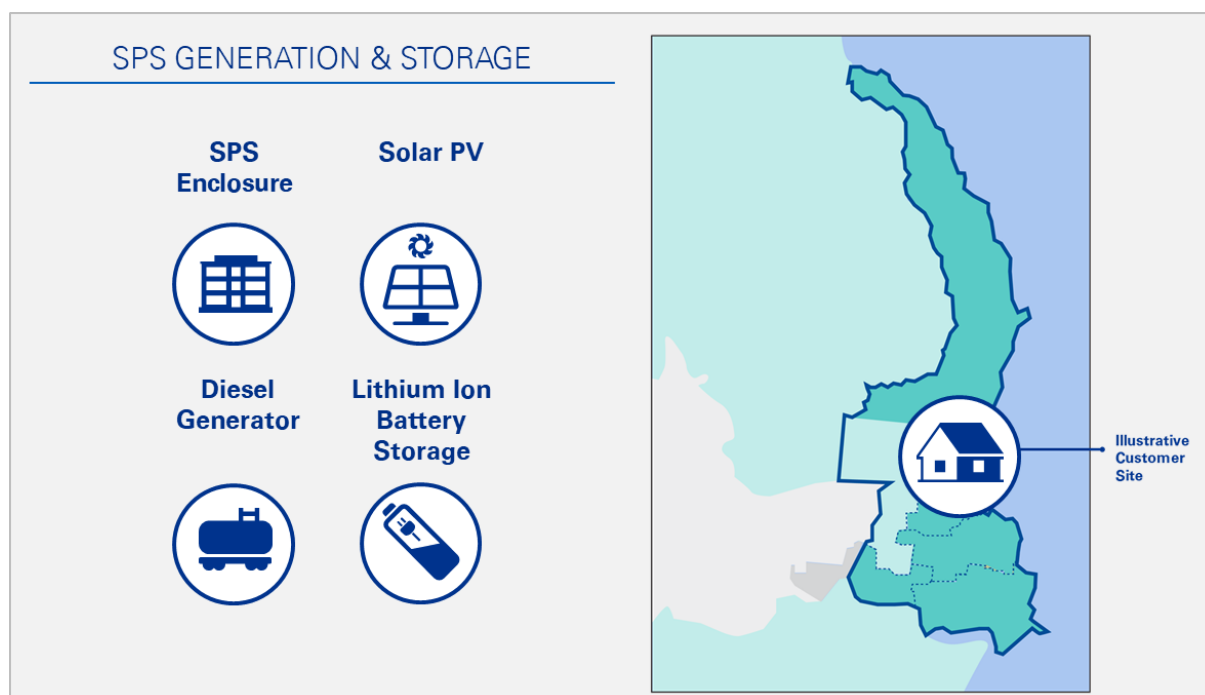 SPS GENERATION & STORAGE
SPS
Enclosure
Solar PV
Diesel
Generator
Lithium Ion
Battery
Storage
Illustrative
Customer
Site